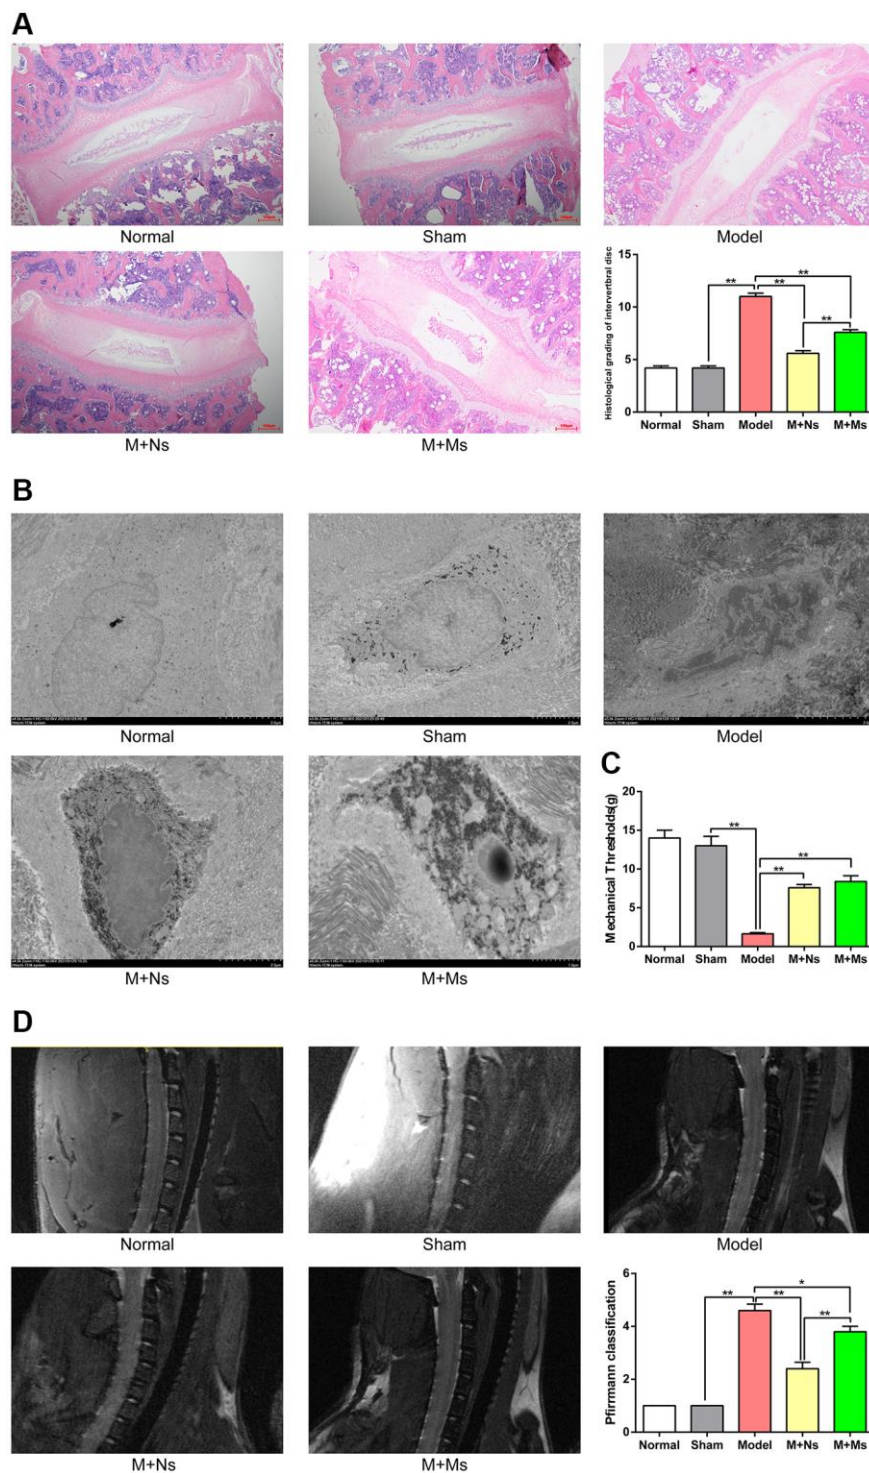 A
Normal
Sham
Model
M+Ns
M+Ms
Histological grading of intervertbral disc
15
10
5
0
**
**
**
**
Normal Sham Model M+Ns M+Ms
B
Normal
Sham
Model
M+Ns
M+Ms
C
Mechanical Thresholds(g)
20
15
10
5
0
**
**
**
Normal Sham Model M+Ns M+Ms
D
Normal
Sham
Model
M+Ns
M+Ms
Pfirrmann classification
6
4
2
0
*
**
**
**
Normal Sham Model M+Ns M+Ms